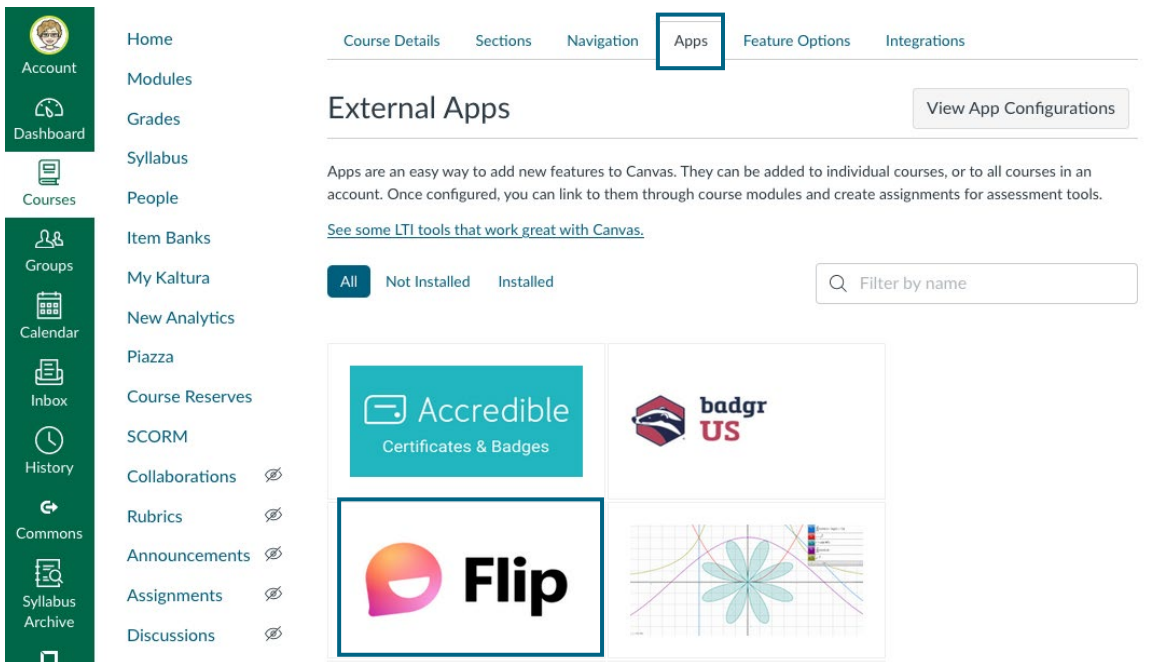 Account
Dashboard
Courses
Groups
Calendar
Inbox
History
Commons
Syllabus
Archive
Home
Modules
Grades
Syllabus
People
Item Banks
My Kaltura
New Analytics
Piazza
Course Reserves
SCORM
Collaborations
Rubrics
Announcements
Assignments
Discussions
Course Details Sections Navigation Apps Feature Options Integrations
External Apps
View App Configurations
Apps are an easy way to add new features to Canvas. They can be added to individual courses, or to all courses in an
account. Once configured, you can link to them through course modules and create assignments for assessment tools.
See some LTI tools that work great with Canvas.
All Not Installed Installed
Filter by name
Accredible
Certificates & Badges
badgr
US
Flip